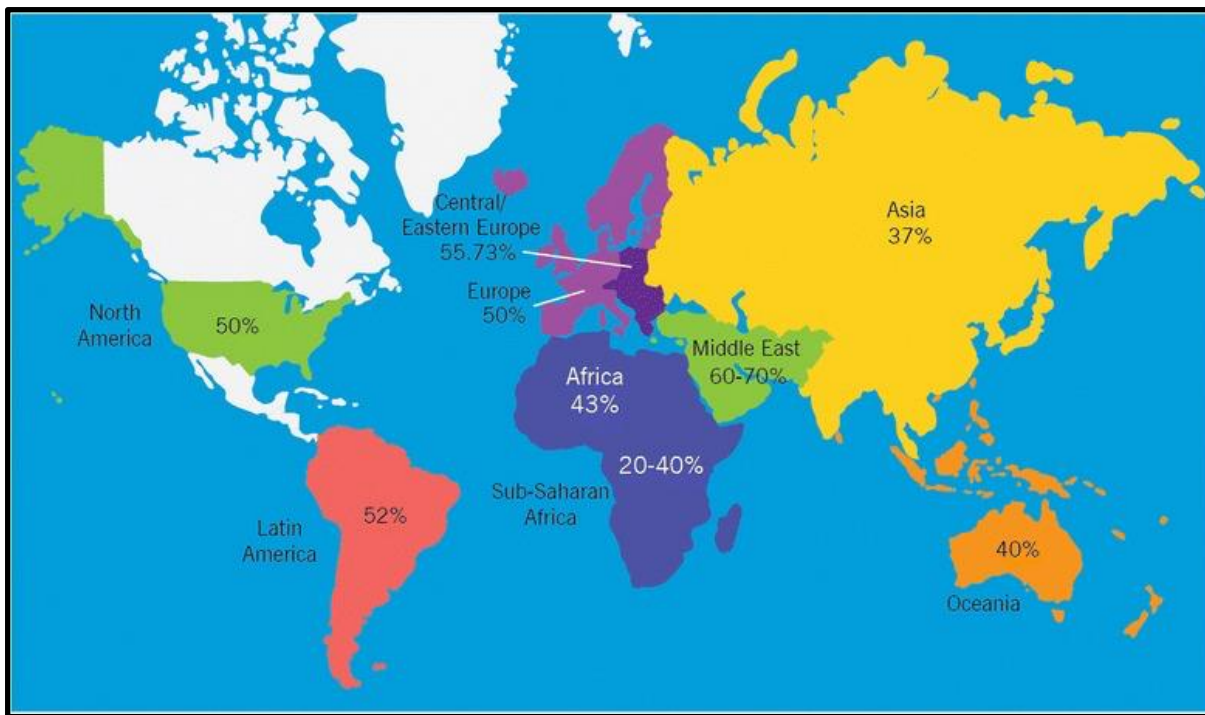 Central/
Eastern Europe
55.73%
Europe
50%
Asia
37%
North
America
50%
Middle East
60-70%
Africa
43%
20-40%
Sub-Saharan
Africa
Latin
America
52%
40%
Oceania